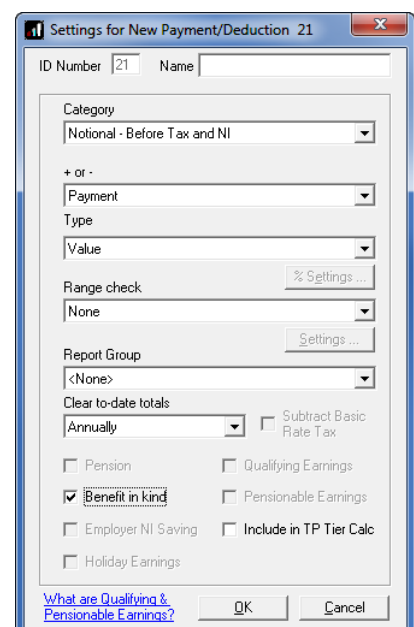 Settings for New Payment/Deduction 21
ID Number 21 Name
Category
Notional - Before Tax and NI
+ or -
Payment
Type
Value
% Settings ...
Range check
None
Settings ...
Report Group
<None>
Clear to-date totals
Annually
Subtract Basic
Rate Tax
Pension
Qualifying Earnings
Benefit in kind
Pensionable Earnings
Employer NI Saving
Include in TP Tier Calc
Holiday Earnings
What are Qualifying &
Pensionable Earnings?
OK
Cancel